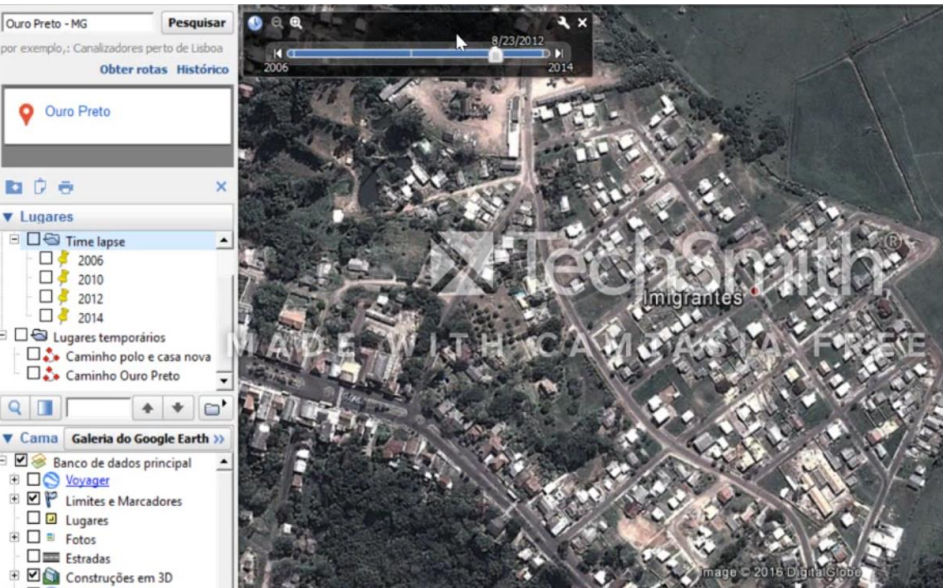 Ouro Preto - MG
Pesquisar
por exemplo,: Canalizadores perto de Lisboa
Obter rotas Histórico
Ouro Preto
Lugares
Time lapse
2006
2010
2012
2014
Lugares temporários
Caminho polo e casa nova
Caminho Ouro Preto
Cama
Galeria do Google Earth >>
Banco de dados principal
Voyager
Limites e Marcadores
Lugares
Fotos
Estradas
Construções em 3D
8/23/2012
2006 2014
TechSmith®
Imigrantes
MADE WITH CAMTASIA FREE
Image © 2016 DigitalGlobe